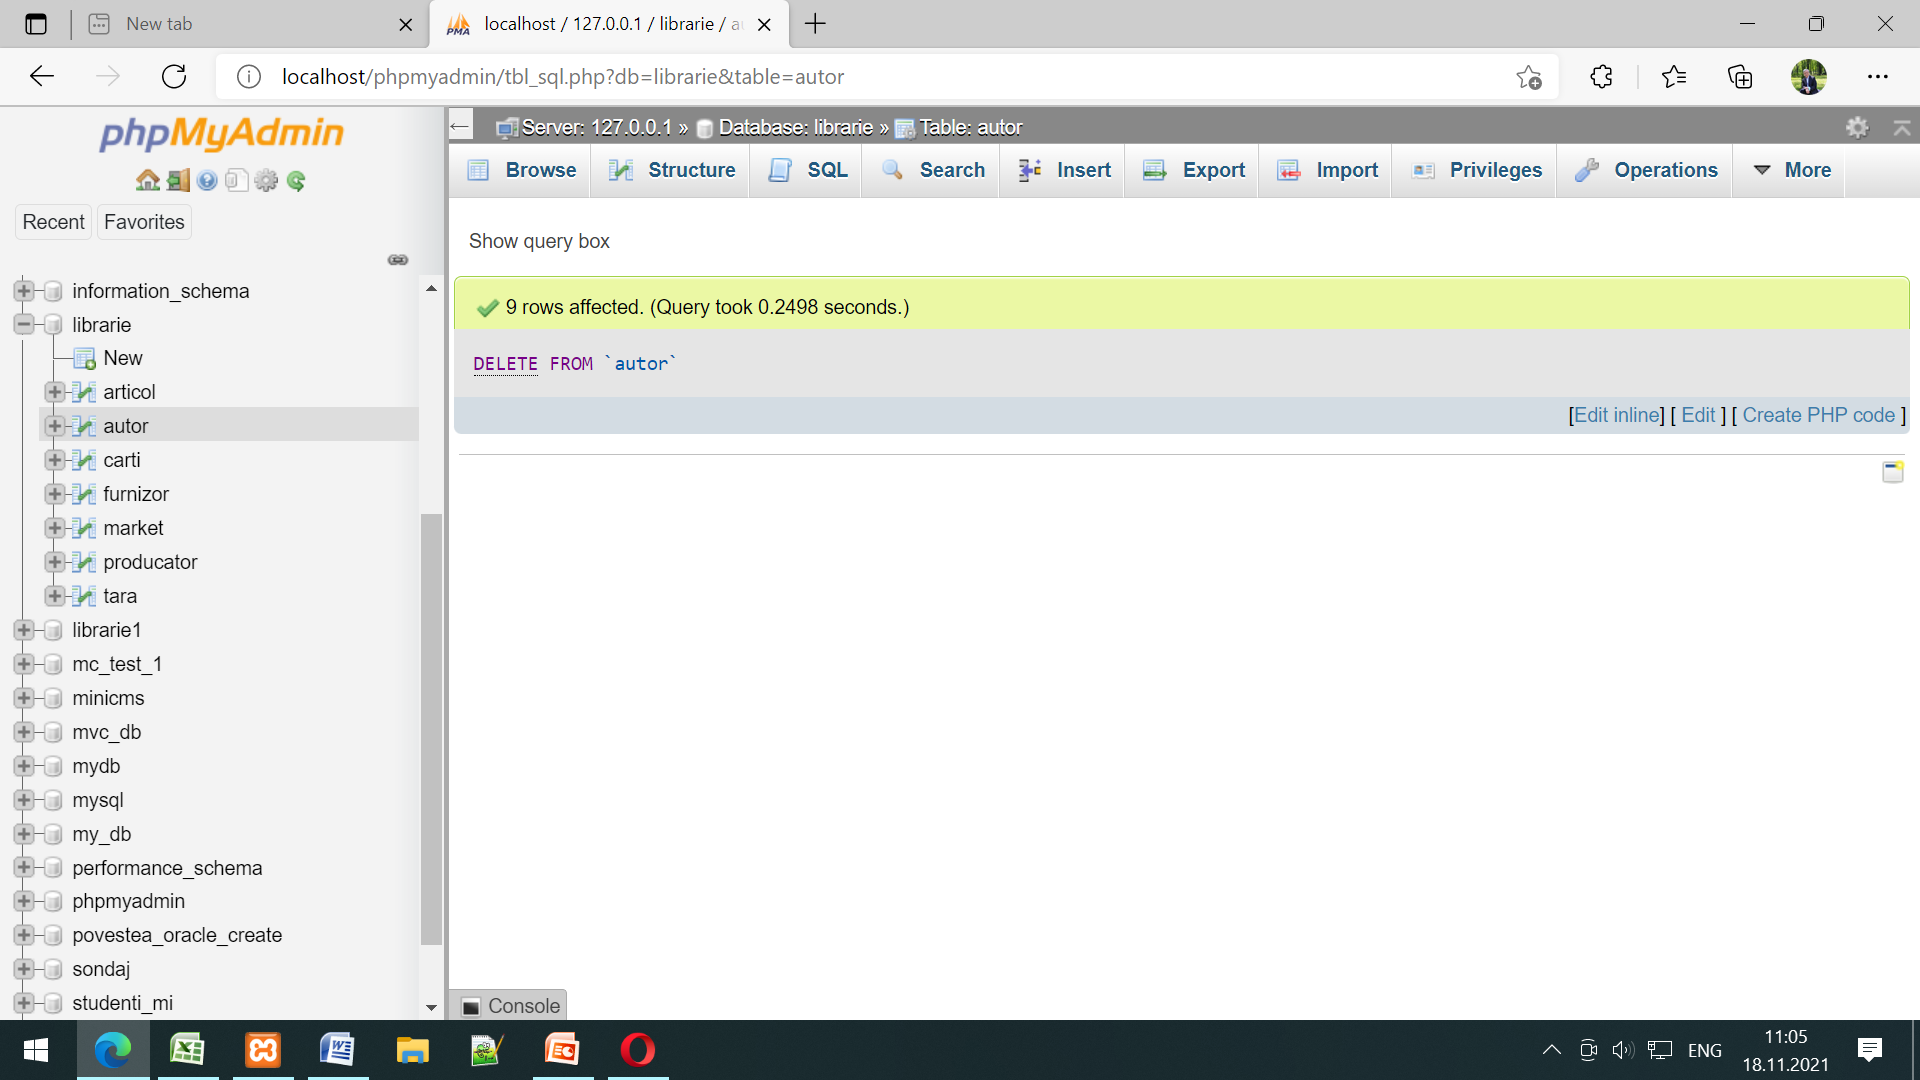 New tab
localhost / 127.0.0.1 / librarie / a
localhost/phpmyadmin/tbl_sql.php?db=librarie&table=autor
phpMyAdmin
Recent
Favorites
information_schema
librarie
New
articol
autor
carti
furnizor
market
producator
tara
librarie1
mc_test_1
minicms
mvc_db
mydb
mysql
my_db
performance_schema
phpmyadmin
povestea_oracle_create
sondaj
studenti_mi
Server: 127.0.0.1 » Database: librarie » Table: autor
Browse Structure SQL Search Insert Export Import Privileges Operations More
Show query box
9 rows affected. (Query took 0.2498 seconds.)
DELETE FROM `autor`
[Edit inline] [ Edit ] [ Create PHP code ]
Console
ENG
11:05
18.11.2021